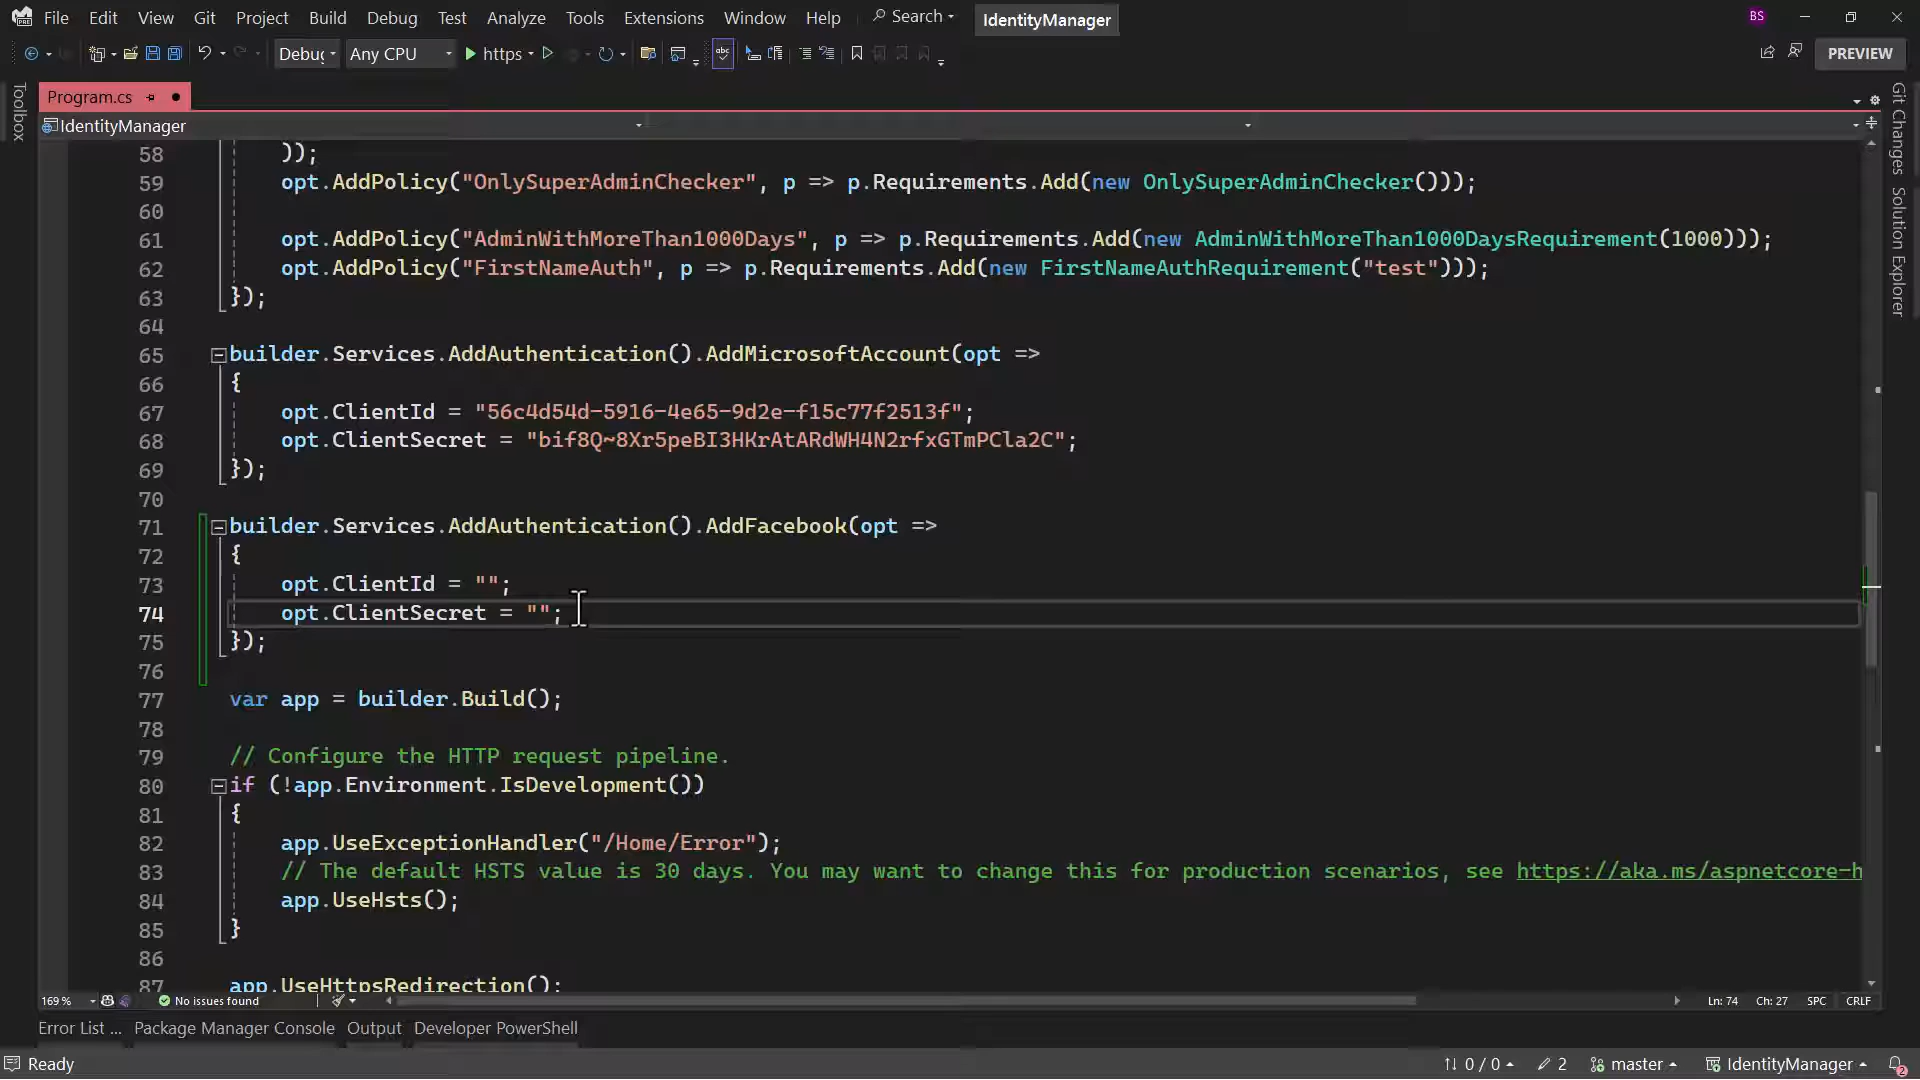 File Edit View Git Project Build Debug Test Analyze Tools Extensions Window Help Search IdentityManager BS
Debug Any CPU https PREVIEW
Program.cs
IdentityManager
Toolbox
Git Changes
Solution Explorer
58 ));
59 opt.AddPolicy("OnlySuperAdminChecker", p => p.Requirements.Add(new OnlySuperAdminChecker()));
60
61 opt.AddPolicy("AdminWithMoreThan1000Days", p => p.Requirements.Add(new AdminWithMoreThan1000DaysRequirement(1000)));
62 opt.AddPolicy("FirstNameAuth", p => p.Requirements.Add(new FirstNameAuthRequirement("test")));
63 });
64
65 builder.Services.AddAuthentication().AddMicrosoftAccount(opt =>
66 {
67 opt.ClientId = "56c4d54d-5916-4e65-9d2e-f15c77f2513f";
68 opt.ClientSecret = "bif8Q~8Xr5peBI3HKrAtARdWH4N2rfxGTmPCla2C";
69 });
70
71 builder.Services.AddAuthentication().AddFacebook(opt =>
72 {
73 opt.ClientId = "";
74 opt.ClientSecret = "";
75 });
76
77 var app = builder.Build();
78
79 // Configure the HTTP request pipeline.
80 if (!app.Environment.IsDevelopment())
81 {
82 app.UseExceptionHandler("/Home/Error");
83 // The default HSTS value is 30 days. You may want to change this for production scenarios, see https://aka.ms/aspnetcore-h
84 app.UseHsts();
85 }
86
87 app.UseHttpsRedirection();
169 % No issues found Ln: 74 Ch: 27 SPC CRLF
Error List ... Package Manager Console Output Developer PowerShell
Ready 0 / 0 2 master IdentityManager 2